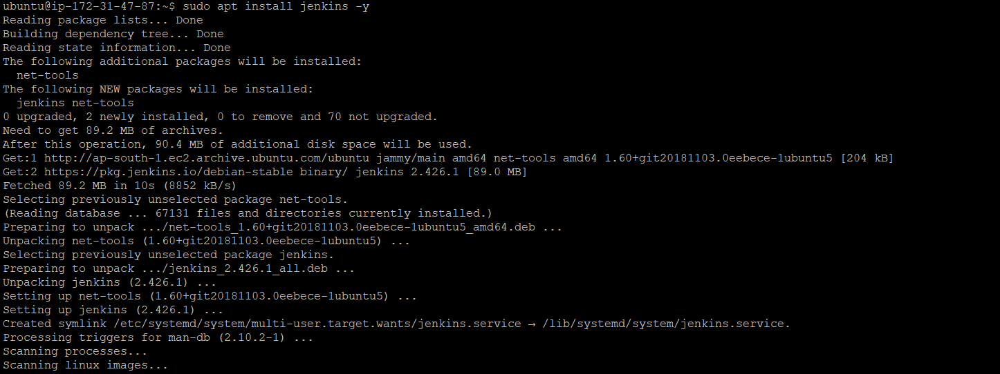 ubuntu@ip-172-31-47-87:~$ sudo apt install jenkins -y
Reading package lists... Done
Building dependency tree... Done
Reading state information... Done
The following additional packages will be installed:
  net-tools
The following NEW packages will be installed:
  jenkins net-tools
0 upgraded, 2 newly installed, 0 to remove and 70 not upgraded.
Need to get 89.2 MB of archives.
After this operation, 90.4 MB of additional disk space will be used.
Get:1 http://ap-south-1.ec2.archive.ubuntu.com/ubuntu jammy/main amd64 net-tools amd64 1.60+git20181103.0eebece-1ubuntu5 [204 kB]
Get:2 https://pkg.jenkins.io/debian-stable binary/ jenkins 2.426.1 [89.0 MB]
Fetched 89.2 MB in 10s (8852 kB/s)
Selecting previously unselected package net-tools.
(Reading database ... 67131 files and directories currently installed.)
Preparing to unpack .../net-tools_1.60+git20181103.0eebece-1ubuntu5_amd64.deb ...
Unpacking net-tools (1.60+git20181103.0eebece-1ubuntu5) ...
Selecting previously unselected package jenkins.
Preparing to unpack .../jenkins_2.426.1_all.deb ...
Unpacking jenkins (2.426.1) ...
Setting up net-tools (1.60+git20181103.0eebece-1ubuntu5) ...
Setting up jenkins (2.426.1) ...
Created symlink /etc/systemd/system/multi-user.target.wants/jenkins.service → /lib/systemd/system/jenkins.service.
Processing triggers for man-db (2.10.2-1) ...
Scanning processes...
Scanning linux images...